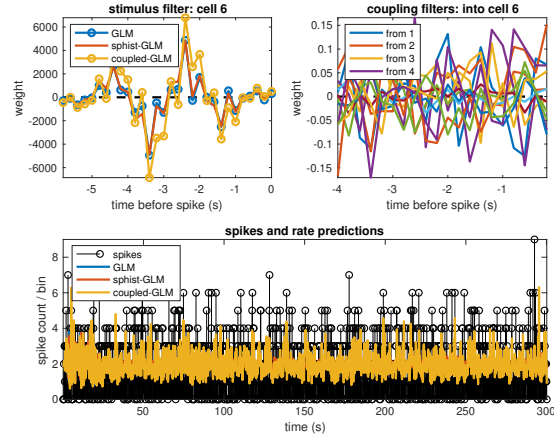 stimulus filter: cell 6
GLM
sphist-GLM
coupled-GLM
weight
6000
4000
2000
0
-2000
-4000
-6000
-5 -4 -3 -2 -1 0
time before spike (s)
coupling filters: into cell 6
from 1
from 2
from 3
from 4
weight
0.15
0.1
0.05
0
-0.05
-0.1
-0.15
-4 -3 -2 -1
time before spike (s)
spikes and rate predictions
spikes
GLM
sphist-GLM
coupled-GLM
spike count / bin
8
6
4
2
0
50 100 150 200 250 300
time (s)